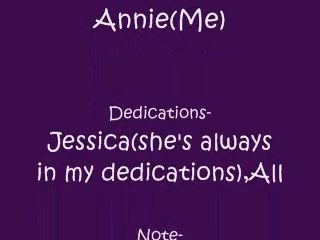 Annie(Me)
Dedications-
Jessica(she's always
in my dedications),All
Note-